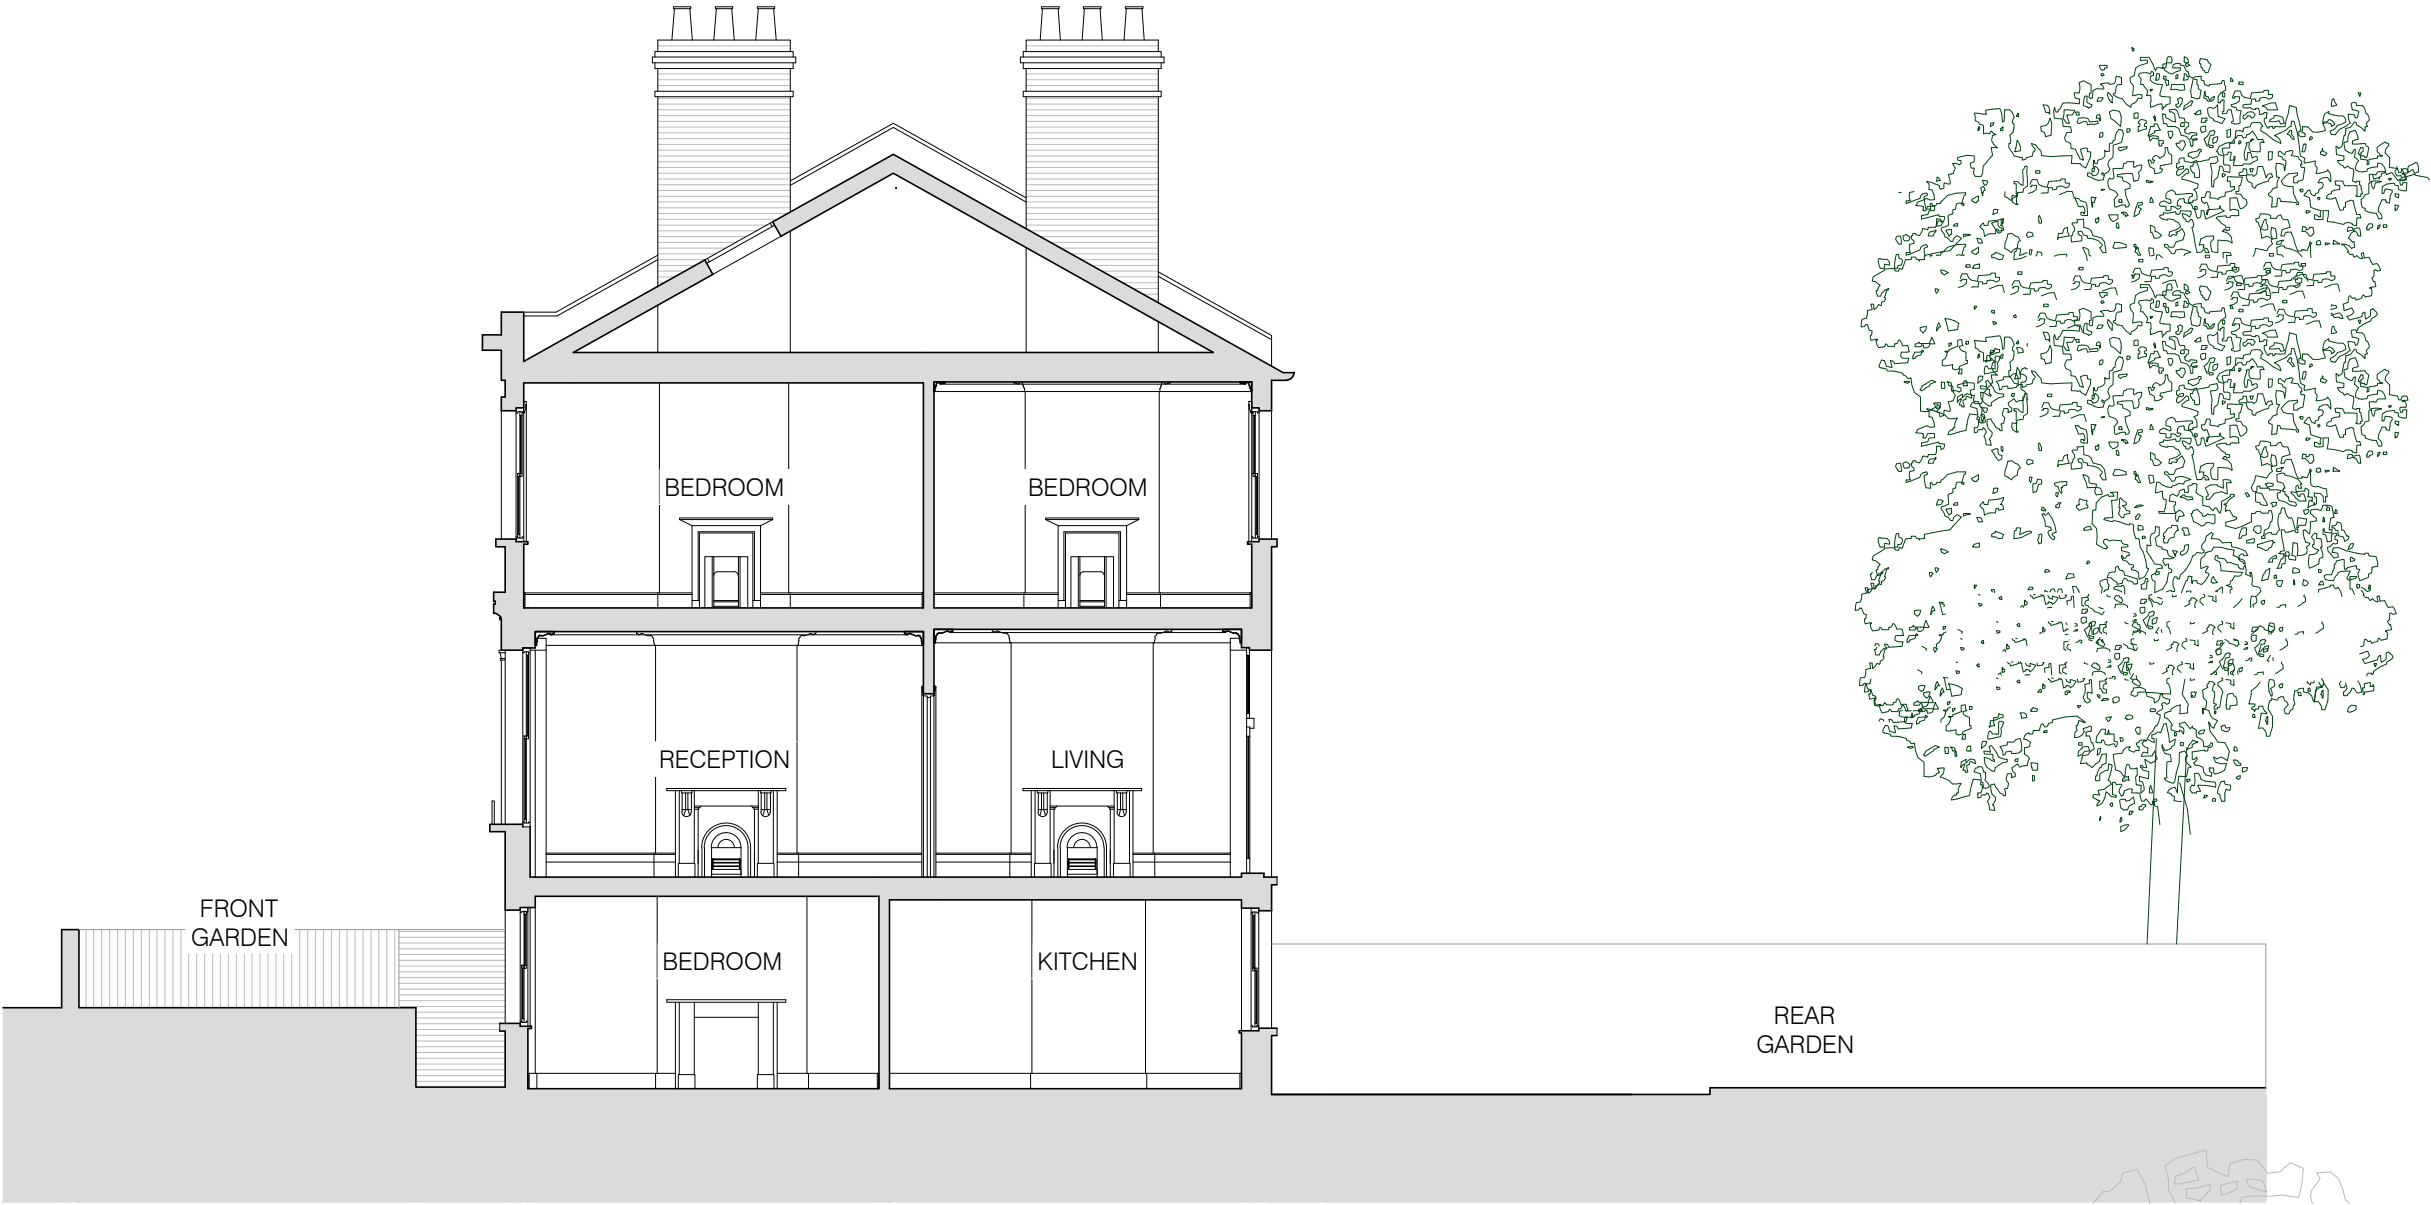 BEDROOM
BEDROOM
RECEPTION
LIVING
FRONT
GARDEN
BEDROOM
KITCHEN
REAR
GARDEN